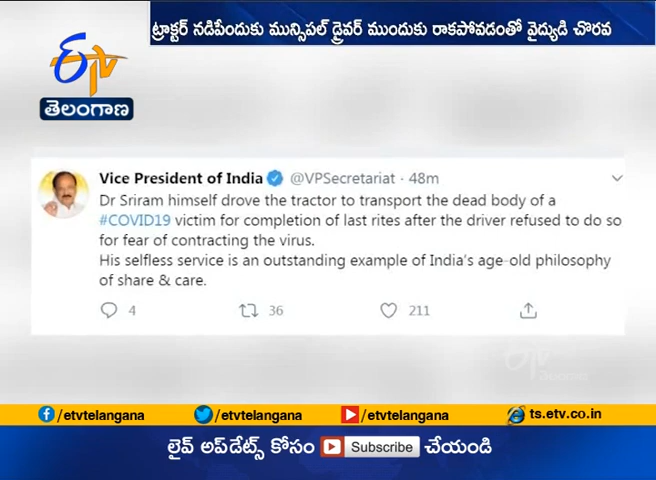 ట్రాక్టర్ నడిపేందుకు మున్సిపల్ డ్రైవర్ ముందుకు రాకపోవడంతో వైద్యుడి చొరవ
ETV
తెలంగాణ
Vice President of India @VPSecretariat · 48m
Dr Sriram himself drove the tractor to transport the dead body of a
#COVID19 victim for completion of last rites after the driver refused to do so
for fear of contracting the virus.
His selfless service is an outstanding example of India's age-old philosophy
of share & care.
4 36 211
/etvtelangana /etvtelangana /etvtelangana ts.etv.co.in
లైవ్ అప్‌డేట్స్ కోసం Subscribe చేయండి